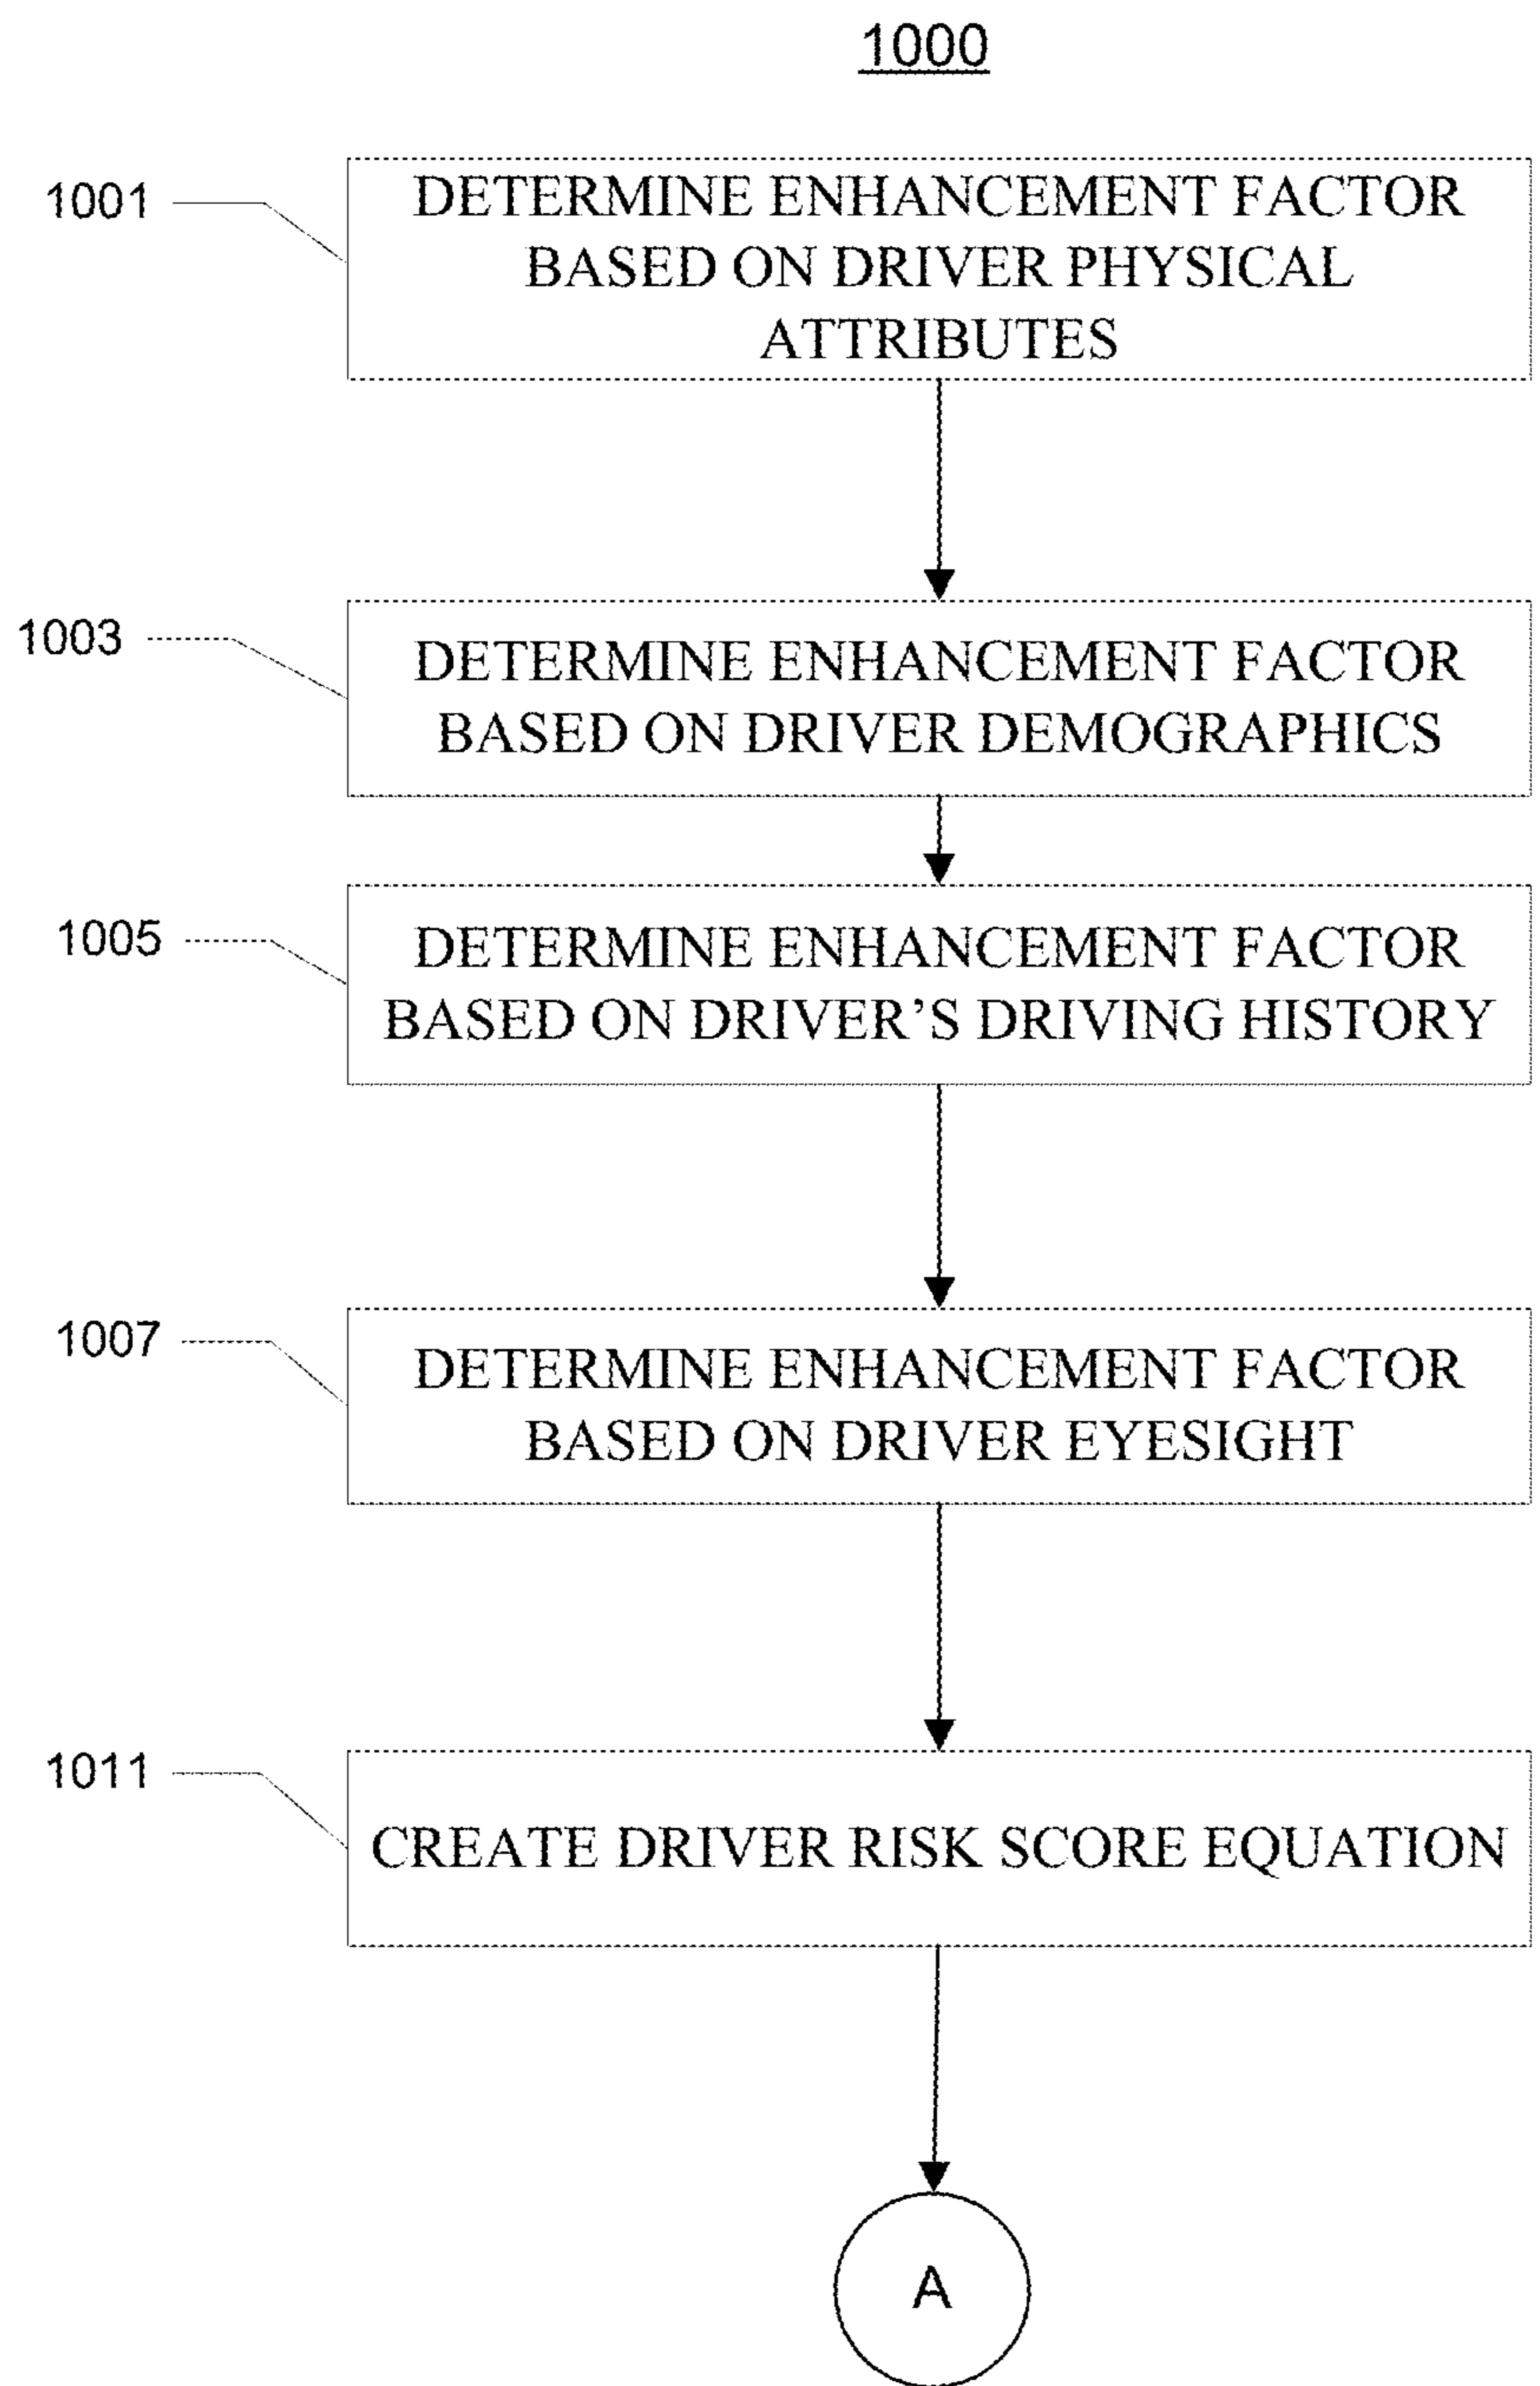 1000
1001
DETERMINE ENHANCEMENT FACTOR
BASED ON DRIVER PHYSICAL
ATTRIBUTES
1003
DETERMINE ENHANCEMENT FACTOR
BASED ON DRIVER DEMOGRAPHICS
1005
DETERMINE ENHANCEMENT FACTOR
BASED ON DRIVER’S DRIVING HISTORY
1007
DETERMINE ENHANCEMENT FACTOR
BASED ON DRIVER EYESIGHT
1011
CREATE DRIVER RISK SCORE EQUATION
A